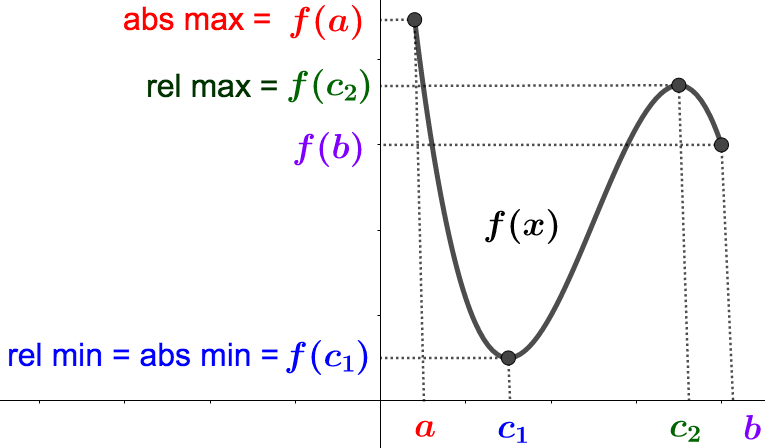 abs max = f(a)
rel max = f(c₂)
f(b)
f(x)
rel min = abs min = f(c₁)
a c₁ c₂ b